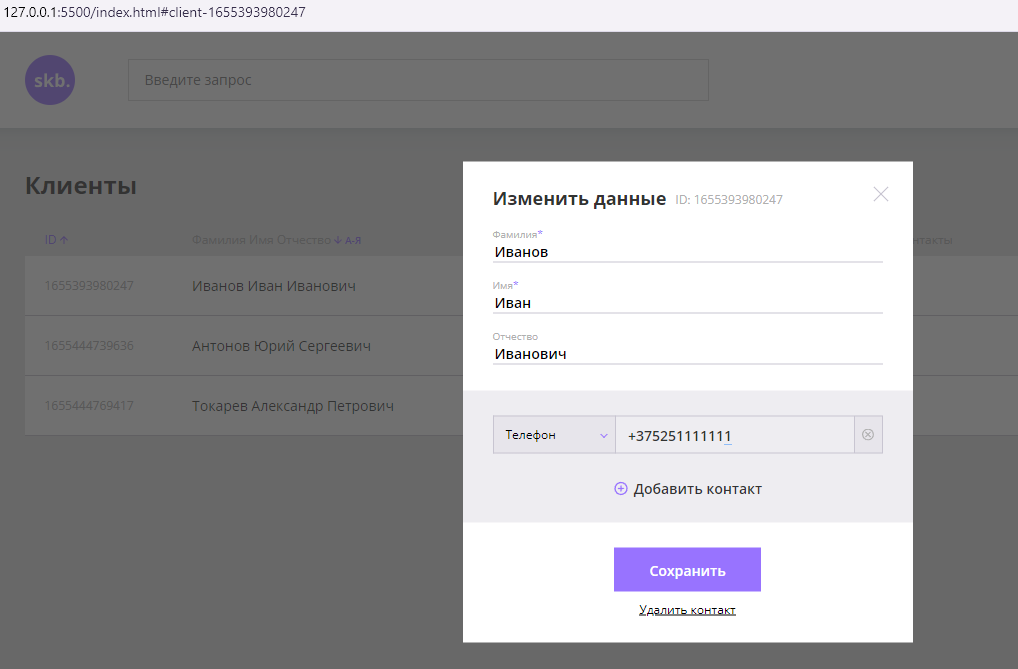 127.0.0.1:5500/index.html#client-1655393980247
skb.
Введите запрос
Клиенты
ID ↑ Фамилия Имя Отчество ↓ А-Я нтакты
1655393980247 Иванов Иван Иванович
1655444739636 Антонов Юрий Сергеевич
1655444769417 Токарев Александр Петрович
Изменить данные ID: 1655393980247
Фамилия*
Иванов
Имя*
Иван
Отчество
Иванович
Телефон +375251111111
Добавить контакт
Сохранить
Удалить контакт